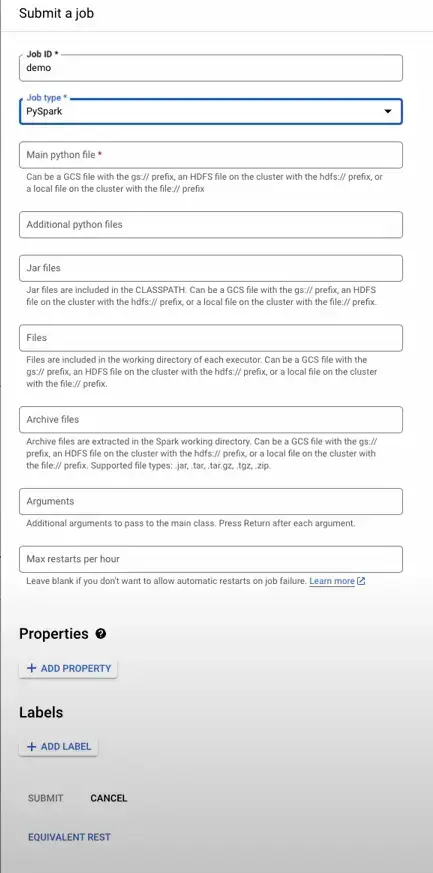 Submit a job
Job ID *
demo
Job type *
PySpark
Main python file *
Can be a GCS file with the gs:// prefix, an HDFS file on the cluster with the hdfs:// prefix, or
a local file on the cluster with the file:// prefix
Additional python files
Jar files
Jar files are included in the CLASSPATH. Can be a GCS file with the gs:// prefix, an HDFS
file on the cluster with the hdfs:// prefix, or a local file on the cluster with the file:// prefix.
Files
Files are included in the working directory of each executor. Can be a GCS file with the
gs:// prefix, an HDFS file on the cluster with the hdfs:// prefix, or a local file on the cluster
with the file:// prefix.
Archive files
Archive files are extracted in the Spark working directory. Can be a GCS file with the gs://
prefix, an HDFS file on the cluster with the hdfs:// prefix, or a local file on the cluster with
the file:// prefix. Supported file types: .jar, .tar, .tar.gz, .tgz, .zip.
Arguments
Additional arguments to pass to the main class. Press Return after each argument.
Max restarts per hour
Leave blank if you don't want to allow automatic restarts on job failure. Learn more
Properties ?
+ ADD PROPERTY
Labels
+ ADD LABEL
SUBMIT CANCEL
EQUIVALENT REST